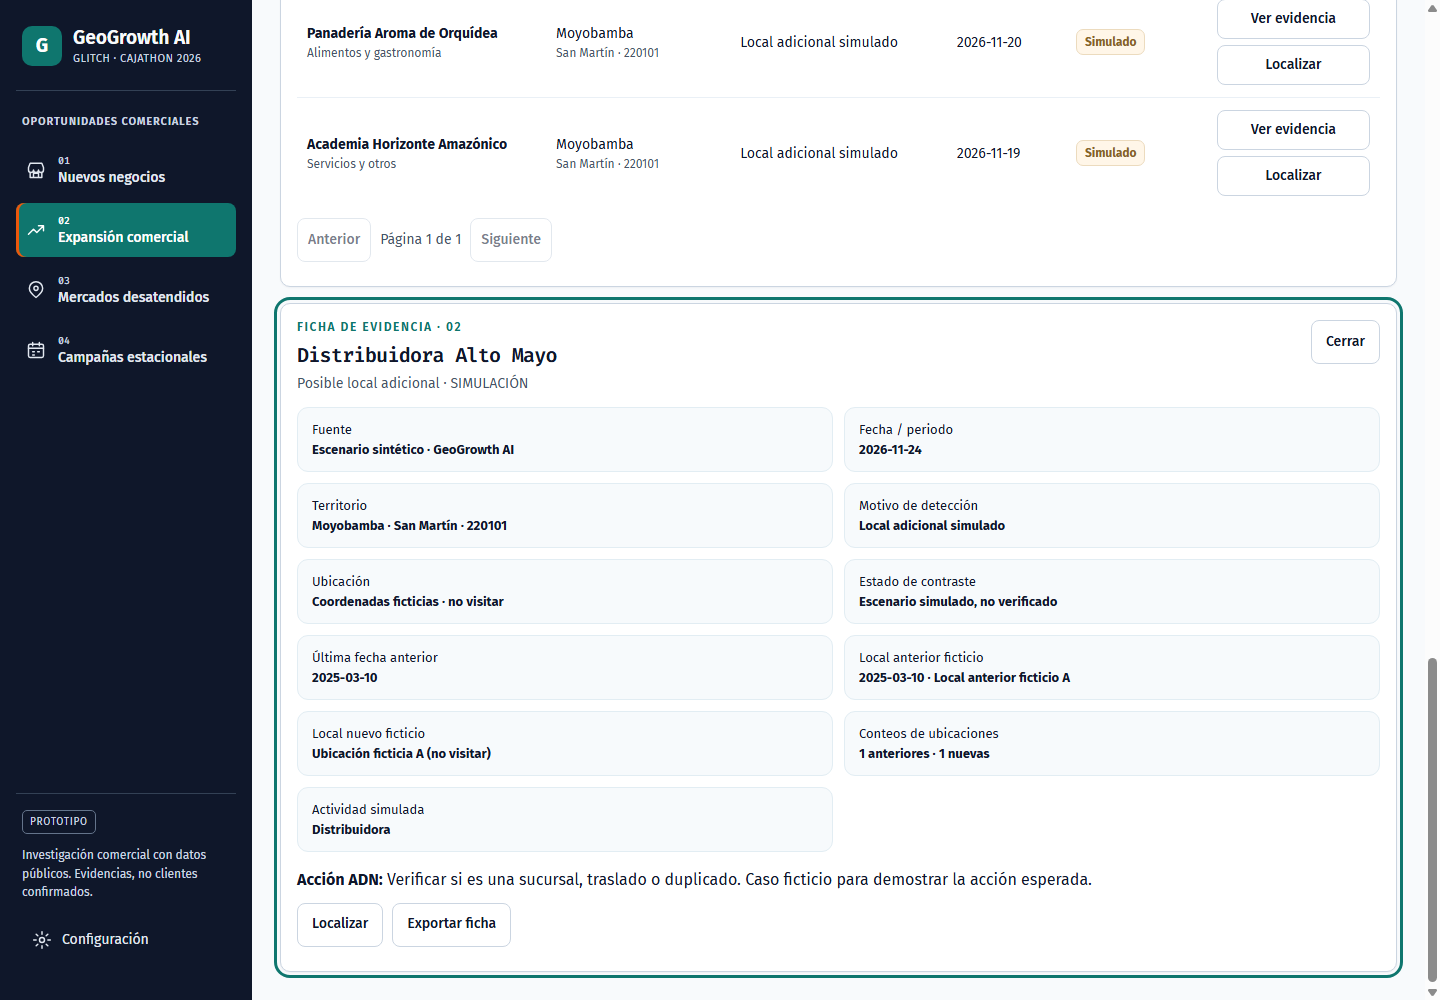 G
GeoGrowth AI
GLITCH · CAJATHON 2026
OPORTUNIDADES COMERCIALES
01
Nuevos negocios
02
Expansión comercial
03
Mercados desatendidos
04
Campañas estacionales
PROTOTIPO
Investigación comercial con datos
públicos. Evidencias, no clientes
confirmados.
Configuración
Panadería Aroma de Orquídea
Alimentos y gastronomía
Moyobamba
San Martín · 220101
Local adicional simulado
2026-11-20
Simulado
Ver evidencia
Localizar
Academia Horizonte Amazónico
Servicios y otros
Moyobamba
San Martín · 220101
Local adicional simulado
2026-11-19
Simulado
Ver evidencia
Localizar
Anterior
Página 1 de 1
Siguiente
FICHA DE EVIDENCIA · 02
Distribuidora Alto Mayo
Posible local adicional · SIMULACIÓN
Cerrar
Fuente
Escenario sintético · GeoGrowth AI
Fecha / periodo
2026-11-24
Territorio
Moyobamba · San Martín · 220101
Motivo de detección
Local adicional simulado
Ubicación
Coordenadas ficticias · no visitar
Estado de contraste
Escenario simulado, no verificado
Última fecha anterior
2025-03-10
Local anterior ficticio
2025-03-10 · Local anterior ficticio A
Local nuevo ficticio
Ubicación ficticia A (no visitar)
Conteos de ubicaciones
1 anteriores · 1 nuevas
Actividad simulada
Distribuidora
Acción ADN: Verificar si es una sucursal, traslado o duplicado. Caso ficticio para demostrar la acción esperada.
Localizar
Exportar ficha